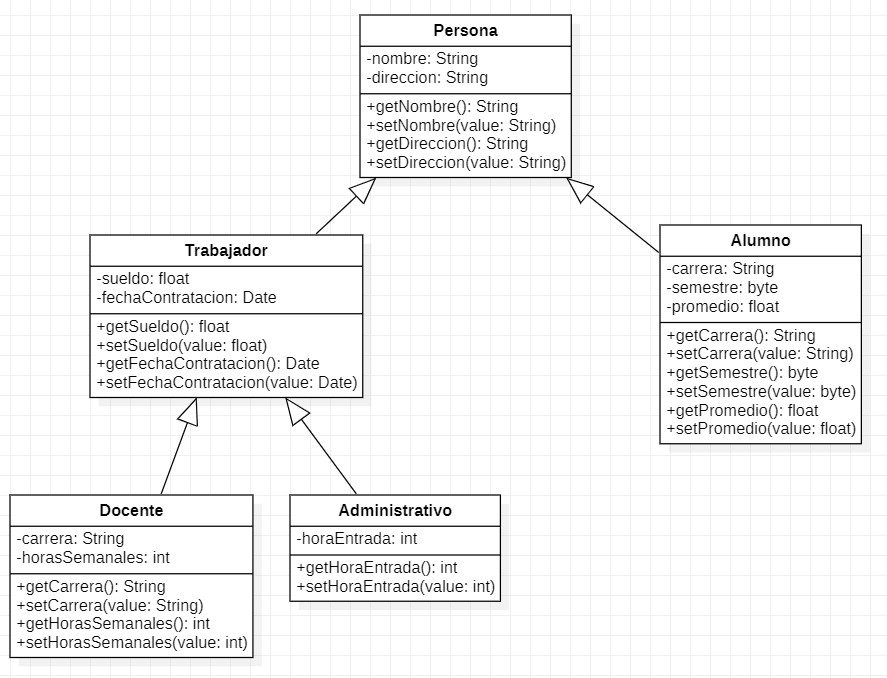 Persona
-nombre: String
-direccion: String
+getNombre(): String
+setNombre(value: String)
+getDireccion(): String
+setDireccion(value: String)
Trabajador
-sueldo: float
-fechaContratacion: Date
+getSueldo(): float
+setSueldo(value: float)
+getFechaContratacion(): Date
+setFechaContratacion(value: Date)
Alumno
-carrera: String
-semestre: byte
-promedio: float
+getCarrera(): String
+setCarrera(value: String)
+getSemestre(): byte
+setSemestre(value: byte)
+getPromedio(): float
+setPromedio(value: float)
Docente
-carrera: String
-horasSemanales: int
+getCarrera(): String
+setCarrera(value: String)
+getHorasSemanales(): int
+setHorasSemanales(value: int)
Administrativo
-horaEntrada: int
+getHoraEntrada(): int
+setHoraEntrada(value: int)